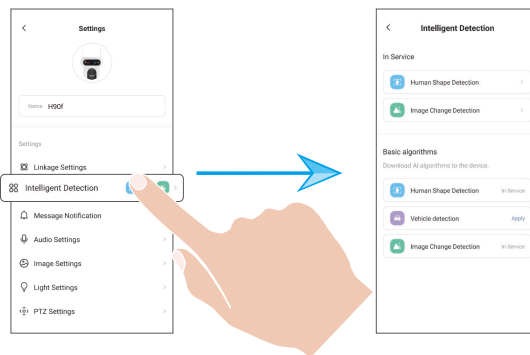 Settings
Name H90f
Settings
Linkage Settings
Intelligent Detection
Message Notification
Audio Settings
Image Settings
Light Settings
PTZ Settings
Intelligent Detection
In Service
Human Shape Detection
Image Change Detection
Basic algorithms
Download AI algorithms to the device.
Human Shape Detection In Service
Vehicle detection Apply
Image Change Detection In Service